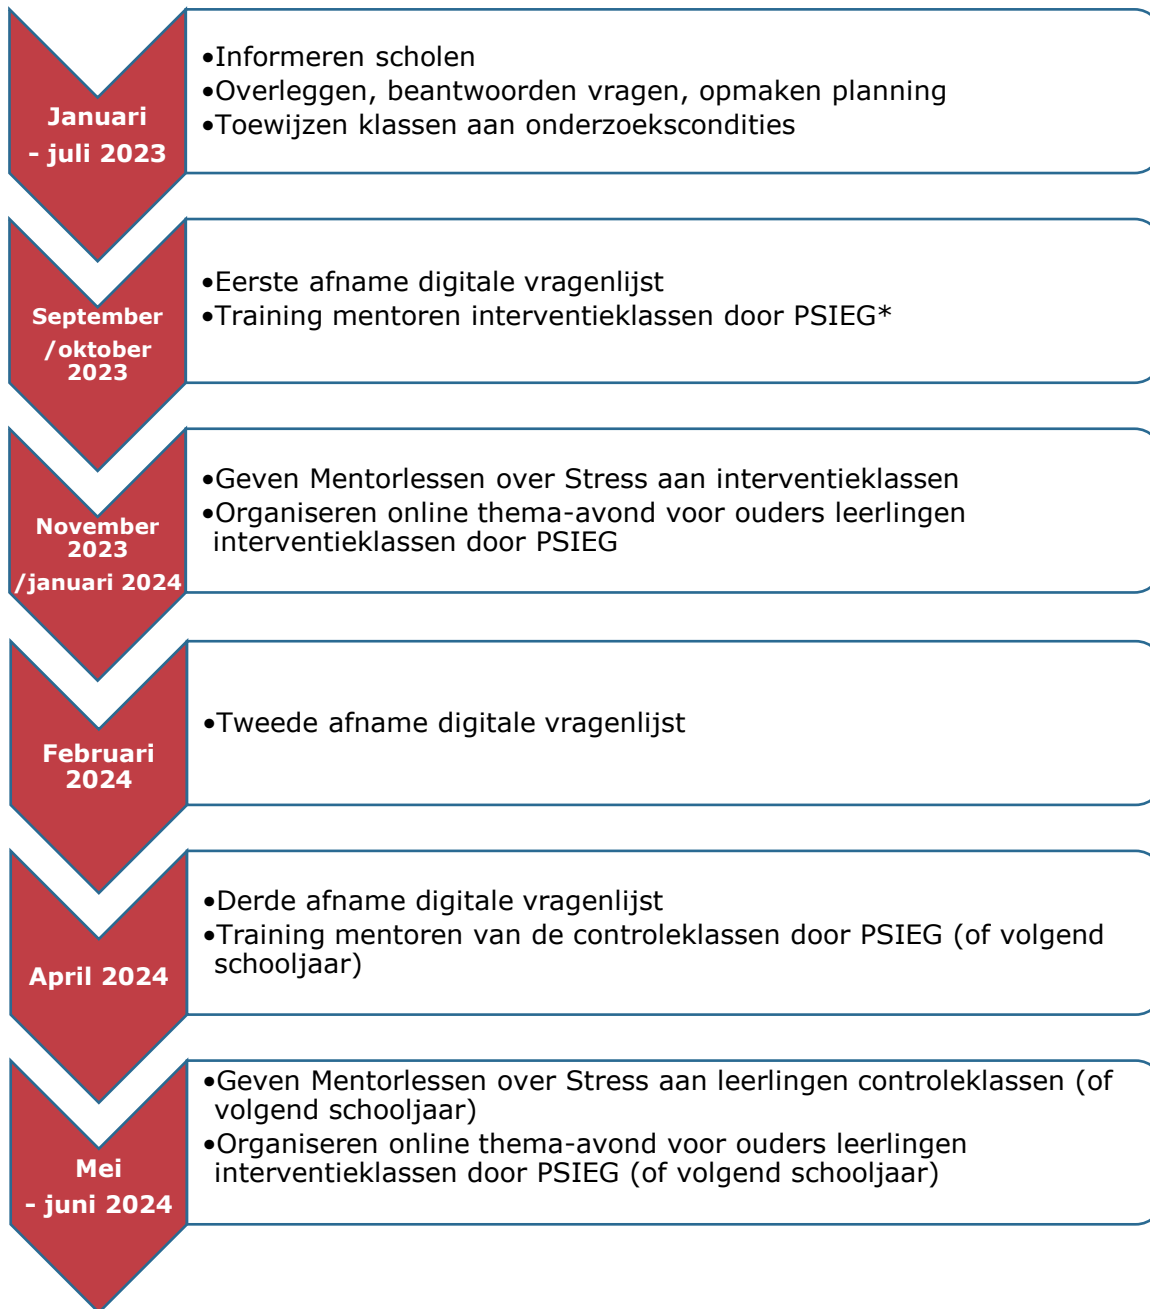 Januari
- juli 2023
•Informeren scholen
•Overleggen, beantwoorden vragen, opmaken planning
•Toewijzen klassen aan onderzoekscondities
September
/oktober
2023
•Eerste afname digitale vragenlijst
•Training mentoren interventieklassen door PSIEG*
November
2023
/januari 2024
•Geven Mentorlessen over Stress aan interventieklassen
•Organiseren online thema-avond voor ouders leerlingen
interventieklassen door PSIEG
Februari
2024
•Tweede afname digitale vragenlijst
April 2024
•Derde afname digitale vragenlijst
•Training mentoren van de controleklassen door PSIEG (of volgend
schooljaar)
Mei
- juni 2024
•Geven Mentorlessen over Stress aan leerlingen controleklassen (of
volgend schooljaar)
•Organiseren online thema-avond voor ouders leerlingen
interventieklassen door PSIEG (of volgend schooljaar)